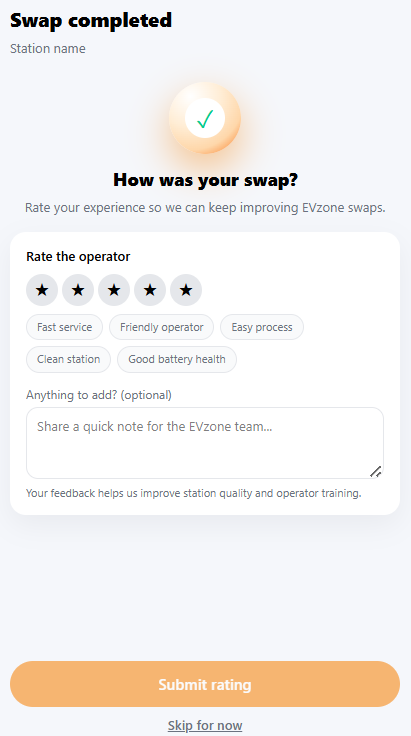 Swap completed
Station name
✓
How was your swap?
Rate your experience so we can keep improving EVzone swaps.
Rate the operator
★ ★ ★ ★ ★
Fast service Friendly operator Easy process
Clean station Good battery health
Anything to add? (optional)
Share a quick note for the EVzone team...
Your feedback helps us improve station quality and operator training.
Submit rating
Skip for now